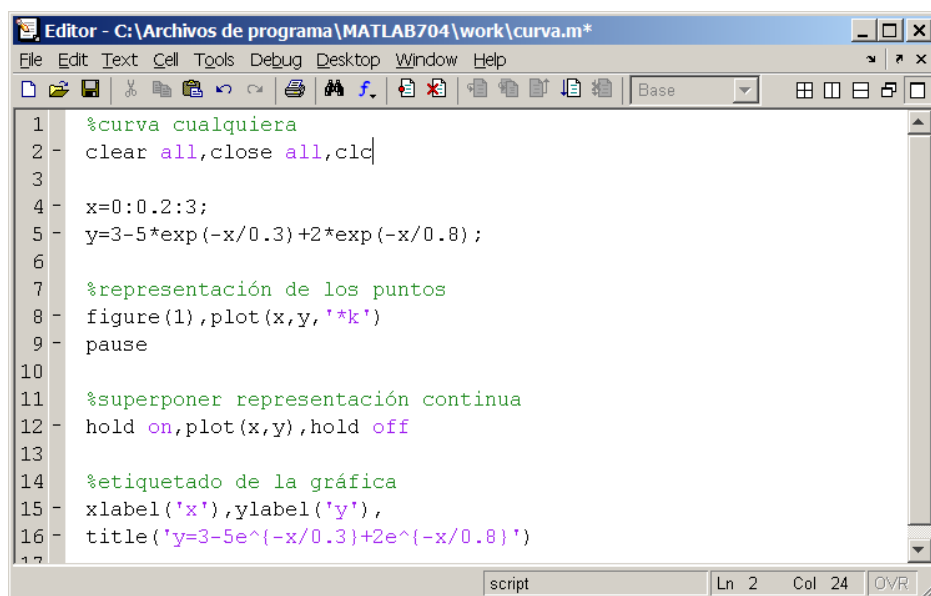 Editor - C:\Archivos de programa\MATLAB704\work\curva.m*
File Edit Text Cell Tools Debug Desktop Window Help
Base
1 %curva cualquiera
2 - clear all,close all,clc
3
4 - x=0:0.2:3;
5 - y=3-5*exp(-x/0.3)+2*exp(-x/0.8);
6
7 %representación de los puntos
8 - figure(1),plot(x,y,'*k')
9 - pause
10
11 %superponer representación continua
12 - hold on,plot(x,y),hold off
13
14 %etiquetado de la gráfica
15 - xlabel('x'),ylabel('y'),
16 - title('y=3-5e^{-x/0.3}+2e^{-x/0.8}')
17
script Ln 2 Col 24 OVR